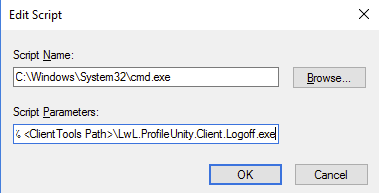 Edit Script
Script Name:
C:\Windows\System32\cmd.exe
Browse...
Script Parameters:
<ClientTools Path>\LwL.ProfileUnity.Client.Logoff.exe
OK
Cancel